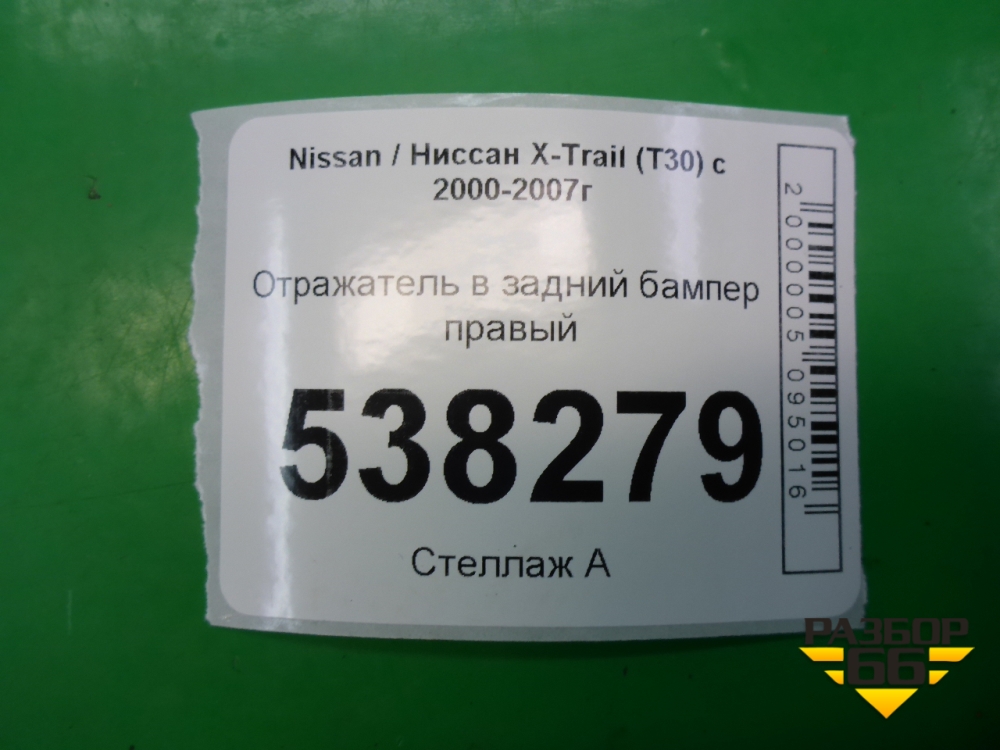 Nissan / Ниссан X-Trail (T30) с
2000-2007г
Отражатель в задний бампер
правый
538279
Стеллаж А
2000005095016
РАЗБОР
66